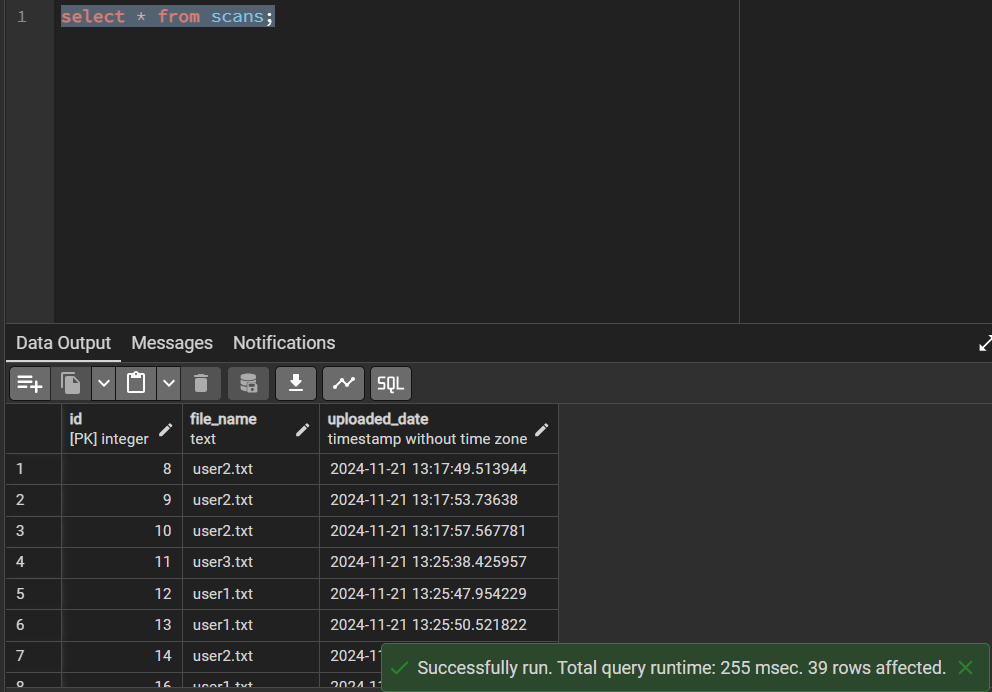 1 select * from scans;
Data Output Messages Notifications
SQL
id file_name uploaded_date
[PK] integer text timestamp without time zone
1 8 user2.txt 2024-11-21 13:17:49.513944
2 9 user2.txt 2024-11-21 13:17:53.73638
3 10 user2.txt 2024-11-21 13:17:57.567781
4 11 user3.txt 2024-11-21 13:25:38.425957
5 12 user1.txt 2024-11-21 13:25:47.954229
6 13 user1.txt 2024-11-21 13:25:50.521822
7 14 user2.txt 2024-11-
Successfully run. Total query runtime: 255 msec. 39 rows affected.
8 16 user1.txt